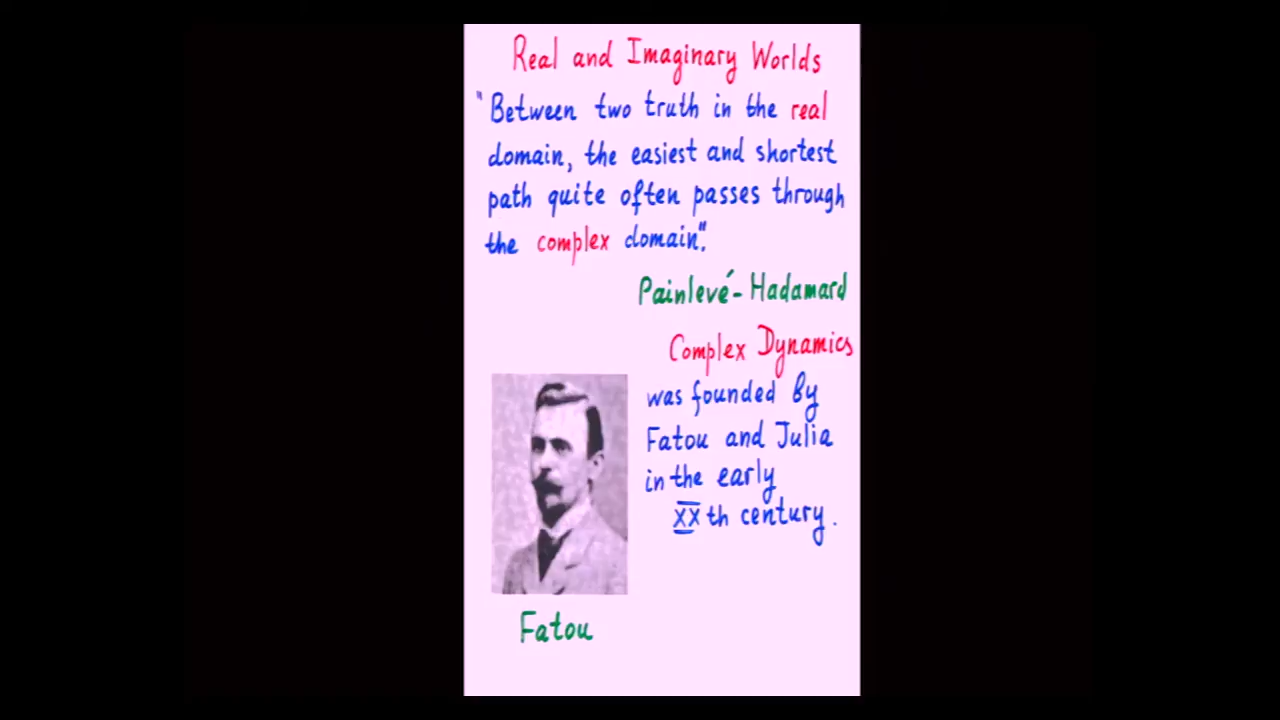 Real and Imaginary Worlds
"Between two truth in the real
domain, the easiest and shortest
path quite often passes through
the complex domain".
Painlevé - Hadamard
Complex Dynamics
was founded by
Fatou and Julia
in the early
XXth century.
Fatou